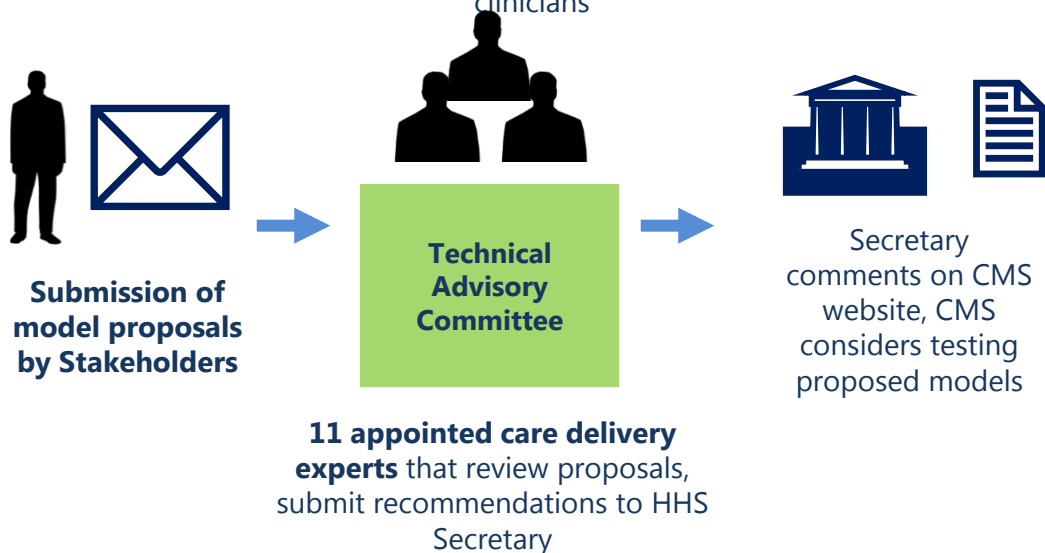 clinicians
Submission of
model proposals
by Stakeholders
Technical
Advisory
Committee
11 appointed care delivery
experts that review proposals,
submit recommendations to HHS
Secretary
Secretary
comments on CMS
website, CMS
considers testing
proposed models